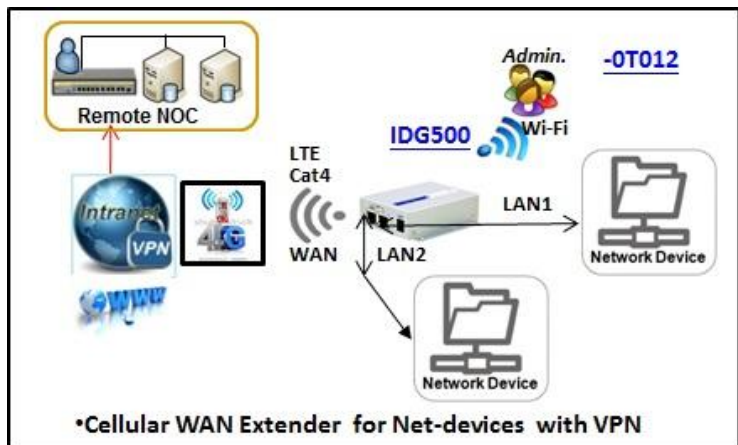 Remote NOC
Admin.
-0T012
IDG500
Wi-Fi
LTE
Cat4
WAN
LAN1
LAN2
Intranet
VPN
4G
WWW
Network Device
Network Device
•Cellular WAN Extender for Net-devices with VPN